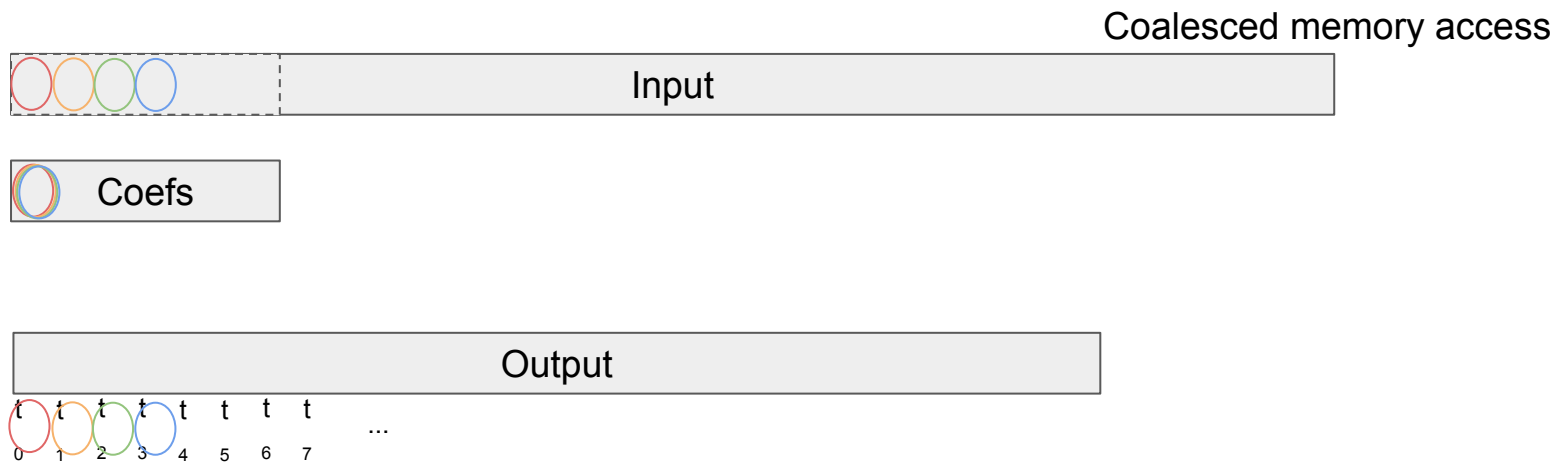 Coalesced memory access
Input
Coefs
Output
t t t t t t t t
...
0 1 2 3 4 5 6 7